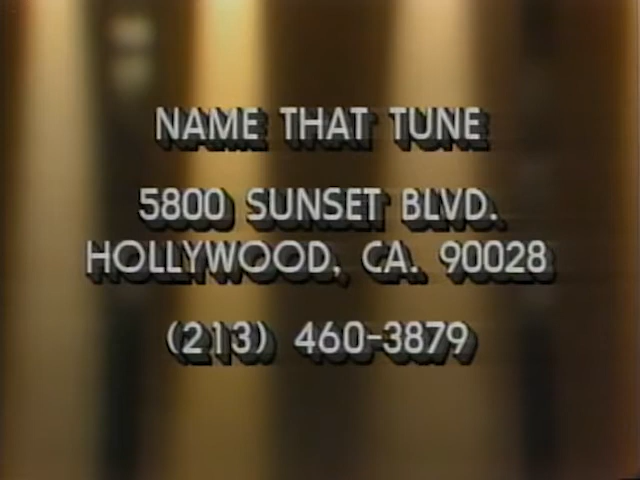 NAME THAT TUNE
5800 SUNSET BLVD.
HOLLYWOOD, CA. 90028
(213) 460-3879